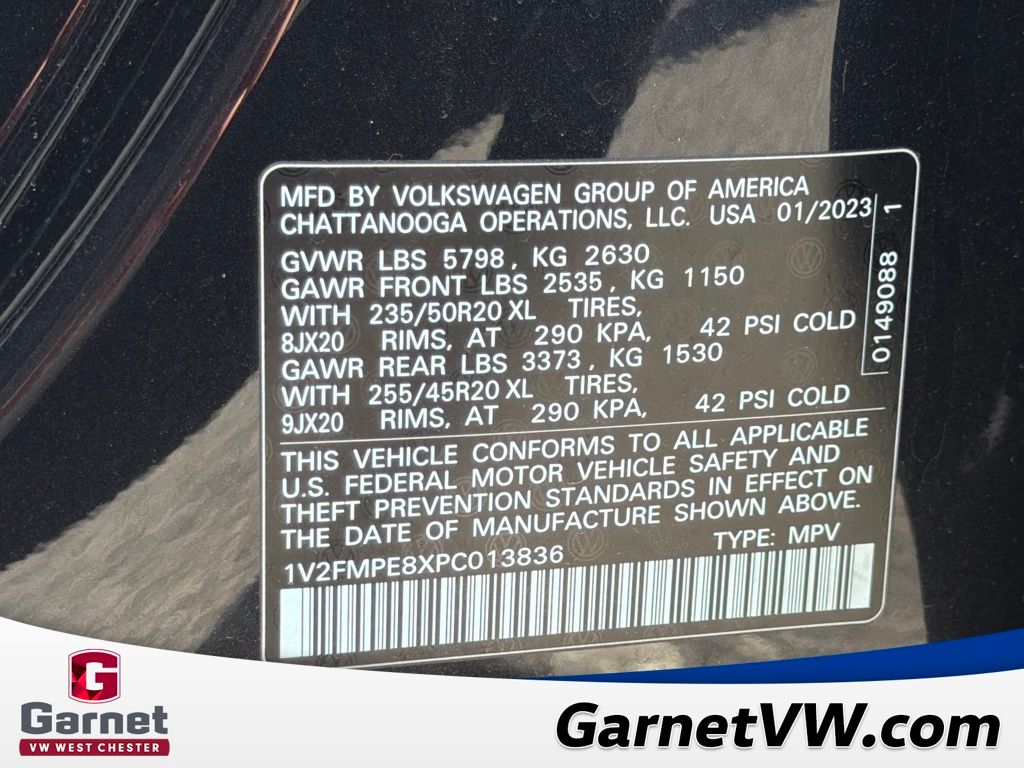 MFD BY VOLKSWAGEN GROUP OF AMERICA
CHATTANOOGA OPERATIONS, LLC. USA 01/2023
GVWR LBS 5798, KG 2630
GAWR FRONT LBS 2535, KG 1150
WITH 235/50R20 XL TIRES,
8JX20 RIMS, AT 290 KPA, 42 PSI COLD
GAWR REAR LBS 3373, KG 1530
WITH 255/45R20 XL TIRES,
9JX20 RIMS, AT 290 KPA, 42 PSI COLD
0149088 1
THIS VEHICLE CONFORMS TO ALL APPLICABLE
U.S. FEDERAL MOTOR VEHICLE SAFETY AND
THEFT PREVENTION STANDARDS IN EFFECT ON
THE DATE OF MANUFACTURE SHOWN ABOVE.
1V2FMPE8XPC013836 TYPE: MPV
G
Garnet
VW WEST CHESTER
GarnetVW.com